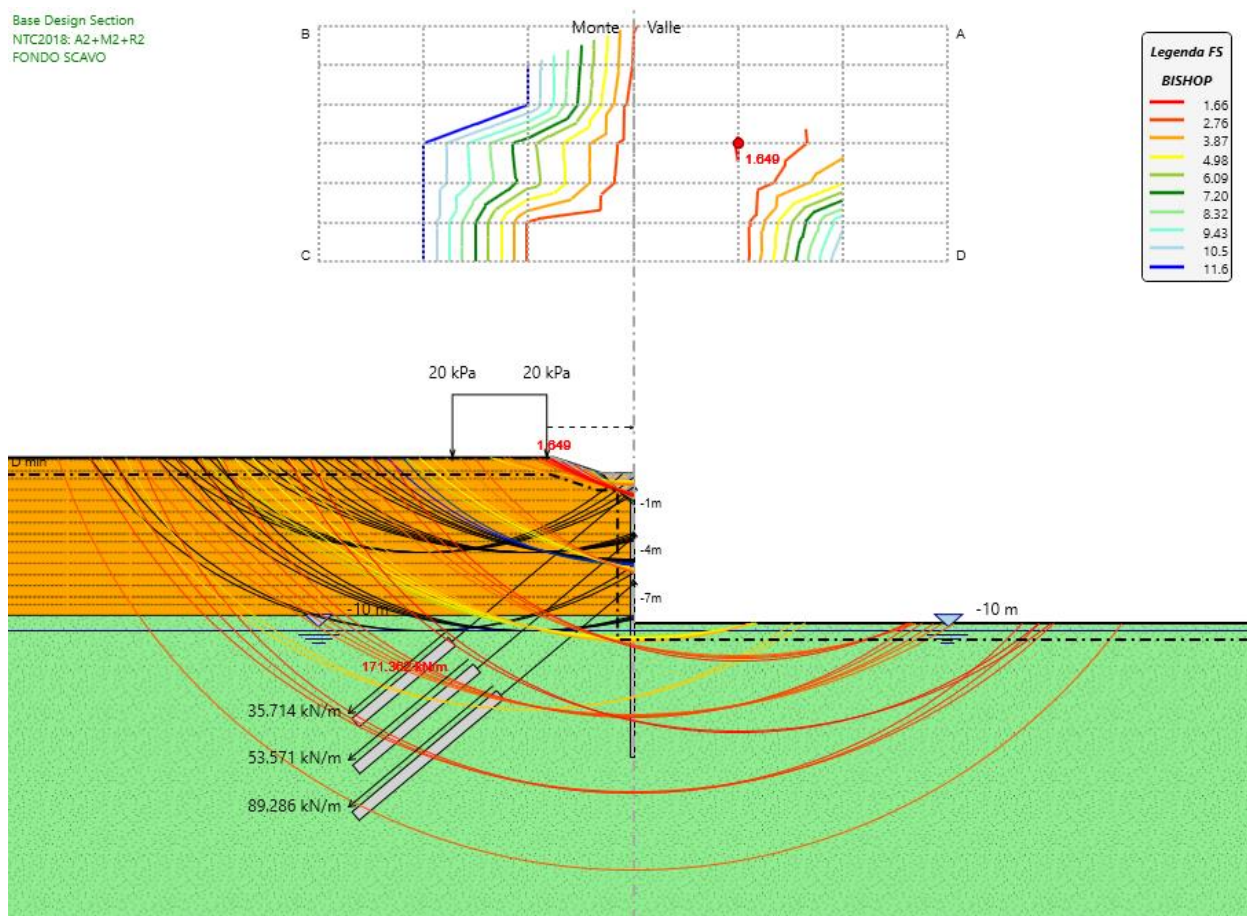 Base Design Section
NTC2018: A2+M2+R2
FONDO SCAVO
B
Monte
Valle
A
Legenda FS
BISHOP
1.66
2.76
3.87
4.98
6.09
7.20
8.32
9.43
10.5
11.6
1.649
C
D
20 kPa
20 kPa
1.649
D min
-1m
-4m
-7m
-10 m
-10 m
35.714 kN/m
53.571 kN/m
89.286 kN/m